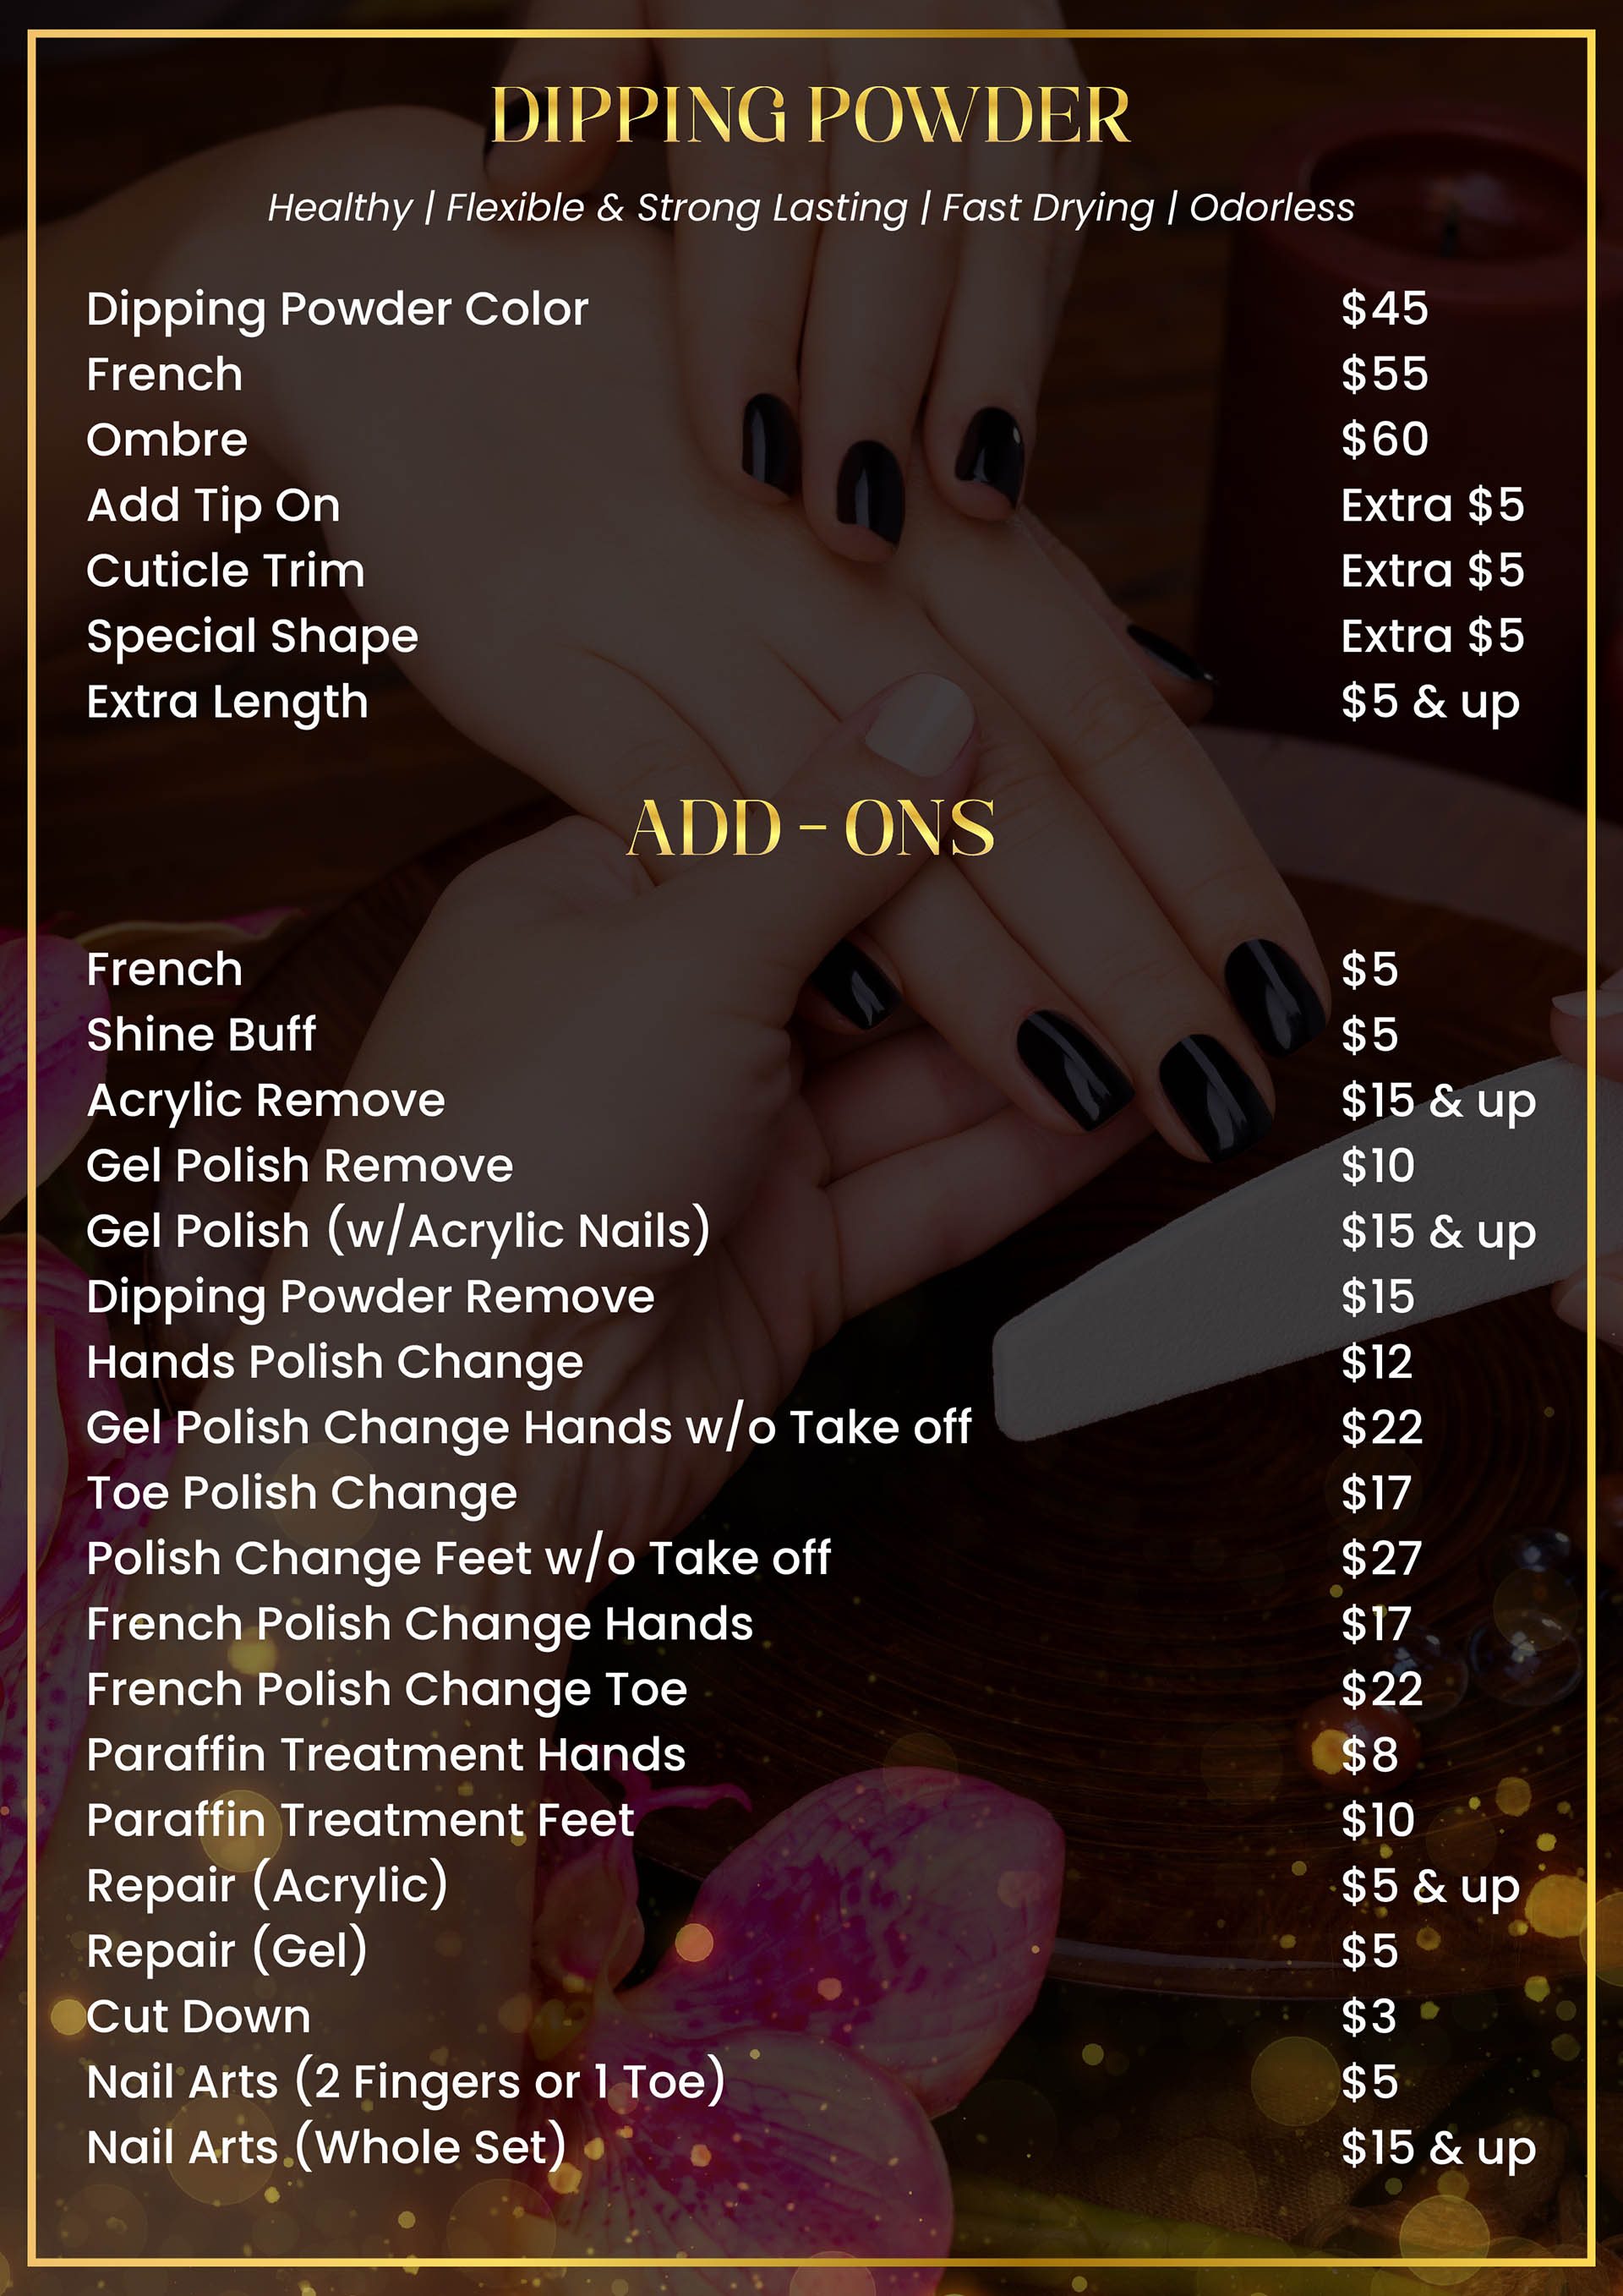 DIPPING POWDER
Healthy | Flexible & Strong Lasting | Fast Drying | Odorless
Dipping Powder Color $45
French $55
Ombre $60
Add Tip On Extra $5
Cuticle Trim Extra $5
Special Shape Extra $5
Extra Length $5 & up
ADD - ONS
French $5
Shine Buff $5
Acrylic Remove $15 & up
Gel Polish Remove $10
Gel Polish (w/Acrylic Nails) $15 & up
Dipping Powder Remove $15
Hands Polish Change $12
Gel Polish Change Hands w/o Take off $22
Toe Polish Change $17
Polish Change Feet w/o Take off $27
French Polish Change Hands $17
French Polish Change Toe $22
Paraffin Treatment Hands $8
Paraffin Treatment Feet $10
Repair (Acrylic) $5 & up
Repair (Gel) $5
Cut Down $3
Nail Arts (2 Fingers or 1 Toe) $5
Nail Arts (Whole Set) $15 & up